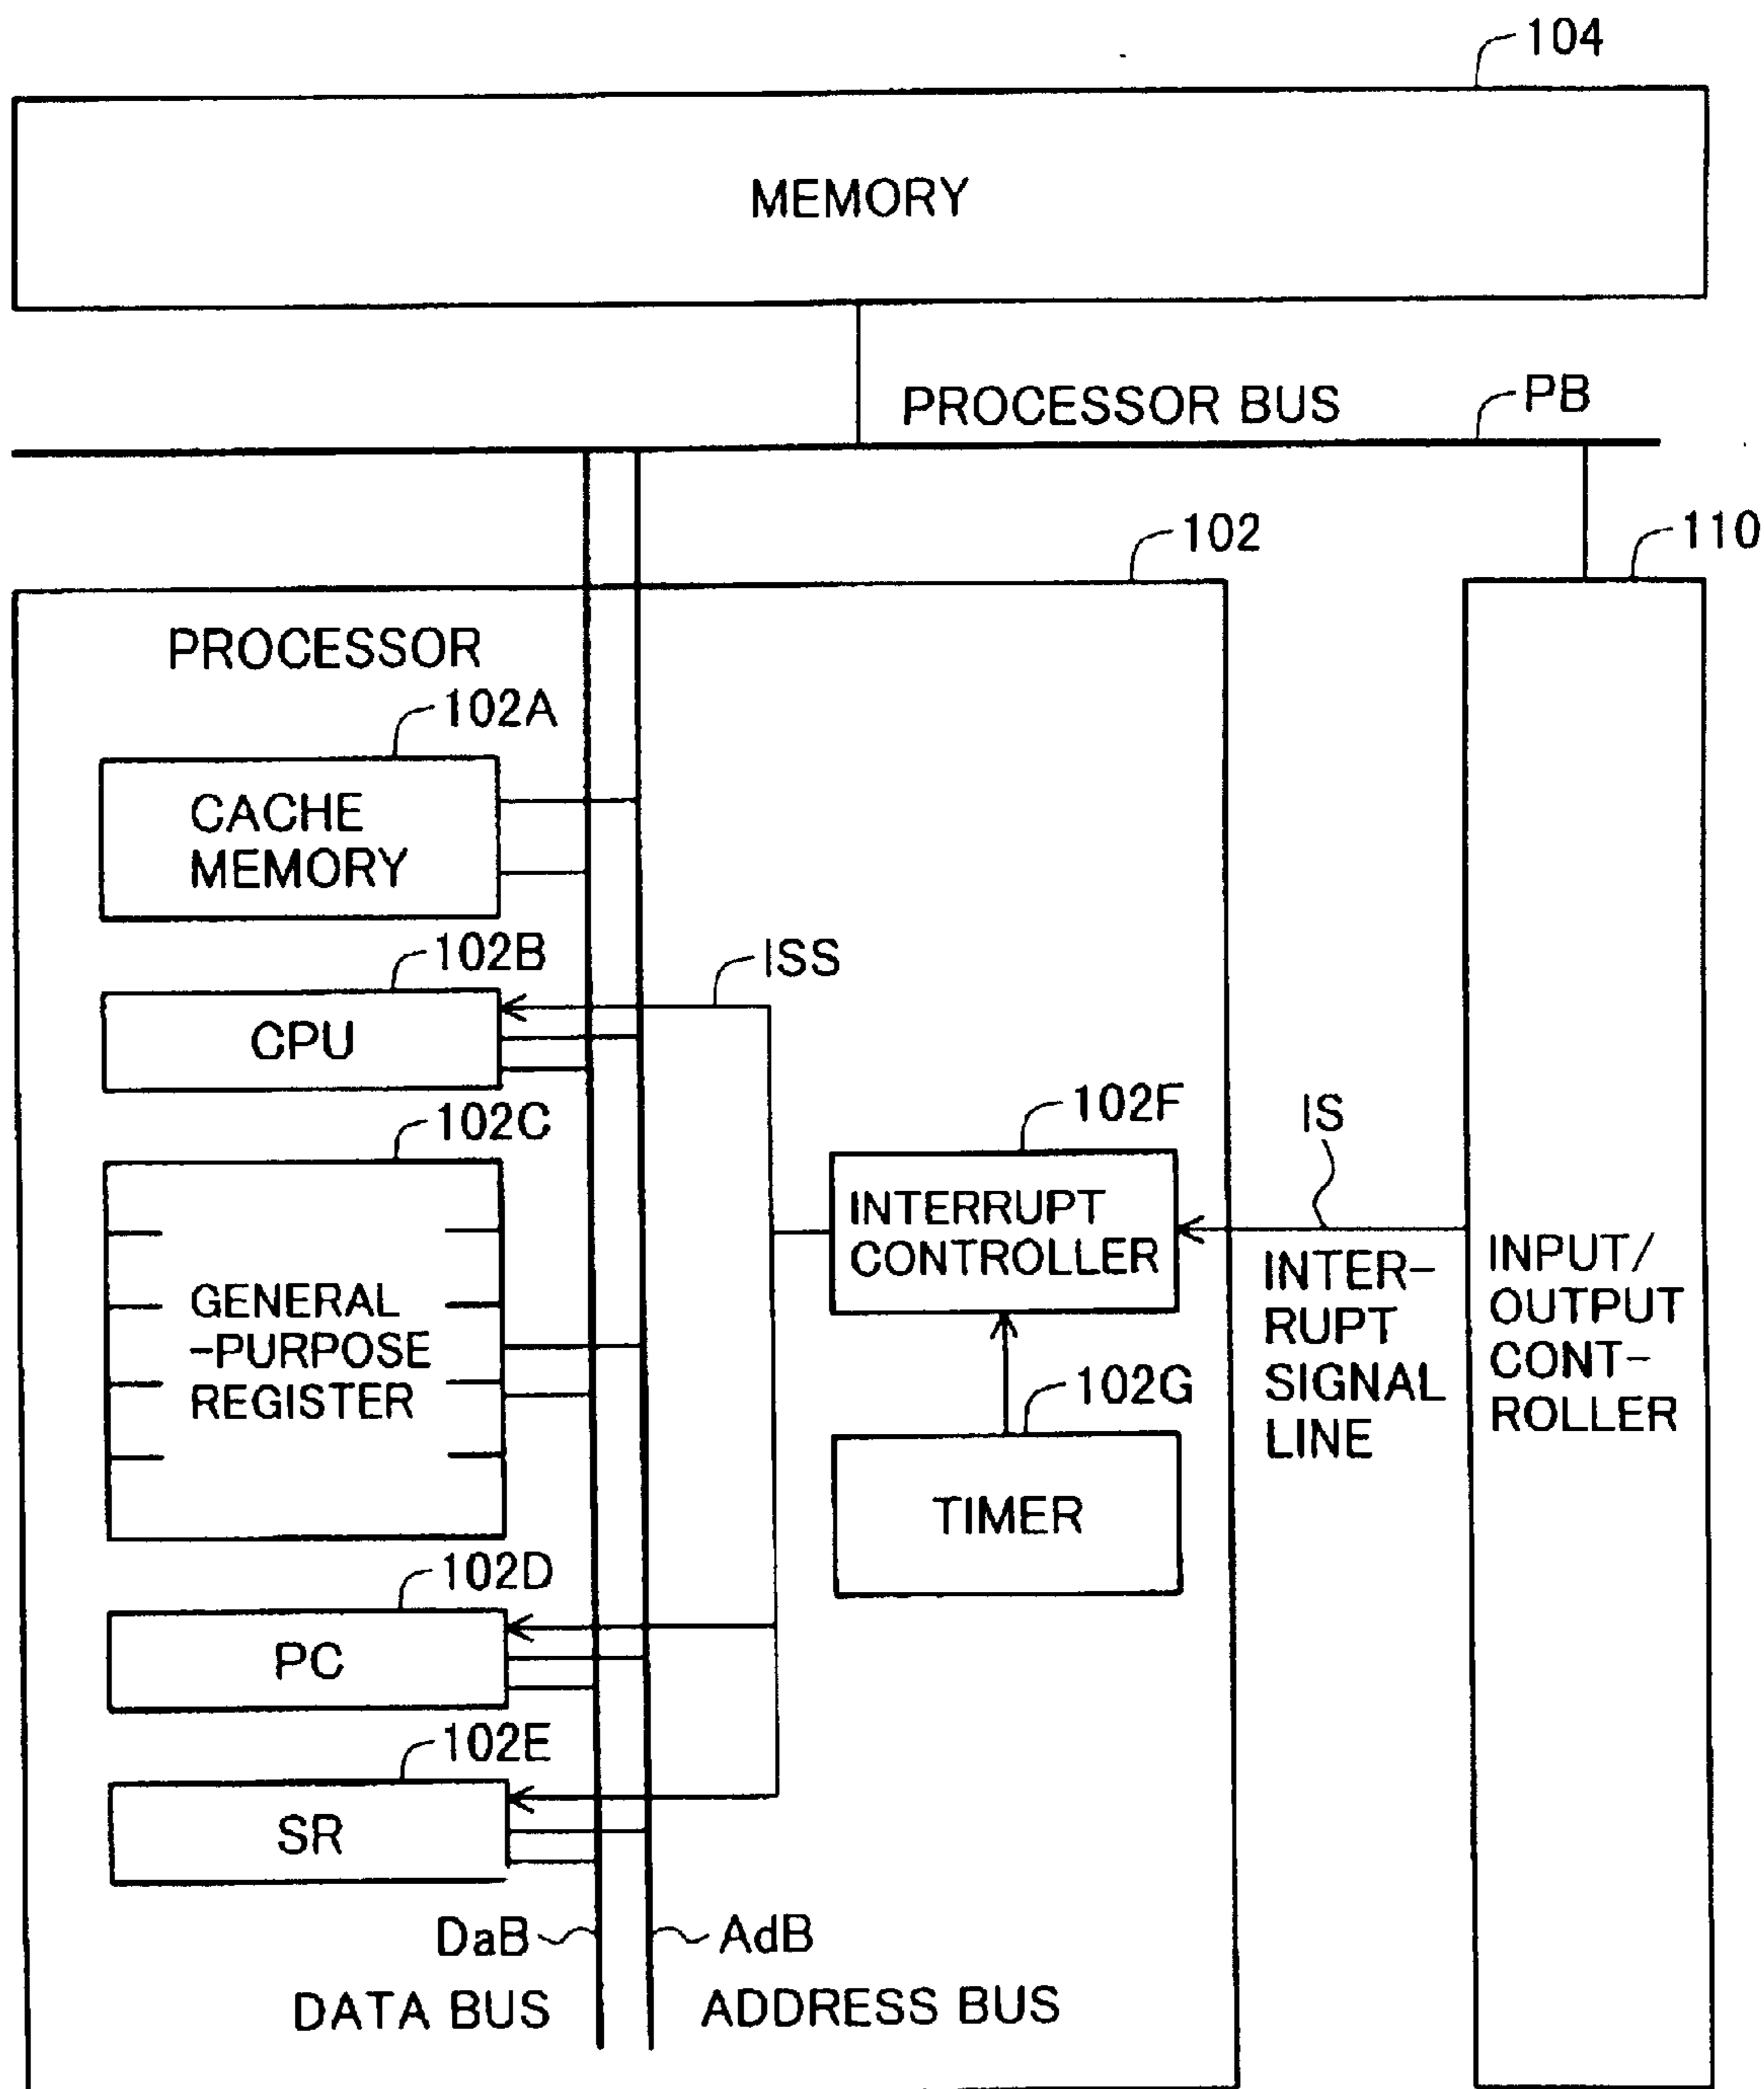 104
MEMORY
PROCESSOR BUS
PB
102
110
PROCESSOR
102A
CACHE
MEMORY
102B
ISS
CPU
102C
102F
IS
INTERRUPT
CONTROLLER
INTER-
RUPT
SIGNAL
LINE
INPUT/
OUTPUT
CONT-
ROLLER
GENERAL
-PURPOSE
REGISTER
102G
TIMER
102D
PC
102E
SR
DaB
AdB
DATA BUS
ADDRESS BUS